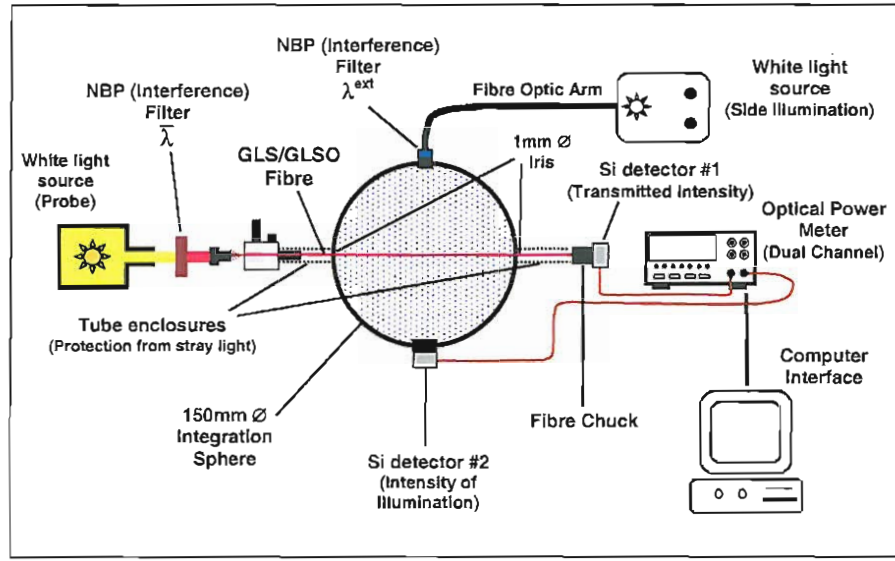 NBP (Interference)
Filter
λ^ext
Fibre Optic Arm
White light
source
(Side Illumination)
NBP (Interference)
Filter
λ̅
GLS/GLSO
Fibre
1mm Ø
Iris
Si detector #1
(Transmitted Intensity)
White light
source
(Probe)
Optical Power
Meter
(Dual Channel)
Tube enclosures
(Protection from stray light)
150mm Ø
Integration
Sphere
Si detector #2
(Intensity of
Illumination)
Fibre Chuck
Computer
Interface